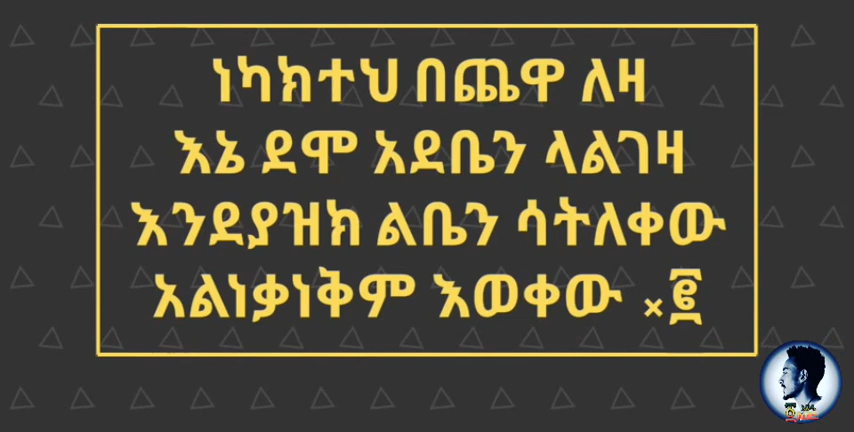 ነካክተህ በጨዋ ለዛ
እኔ ደሞ አደቤን ላልገዛ
እንደያዝክ ልቤን ሳትለቀው
አልነቃነቅም እወቀው ×፪